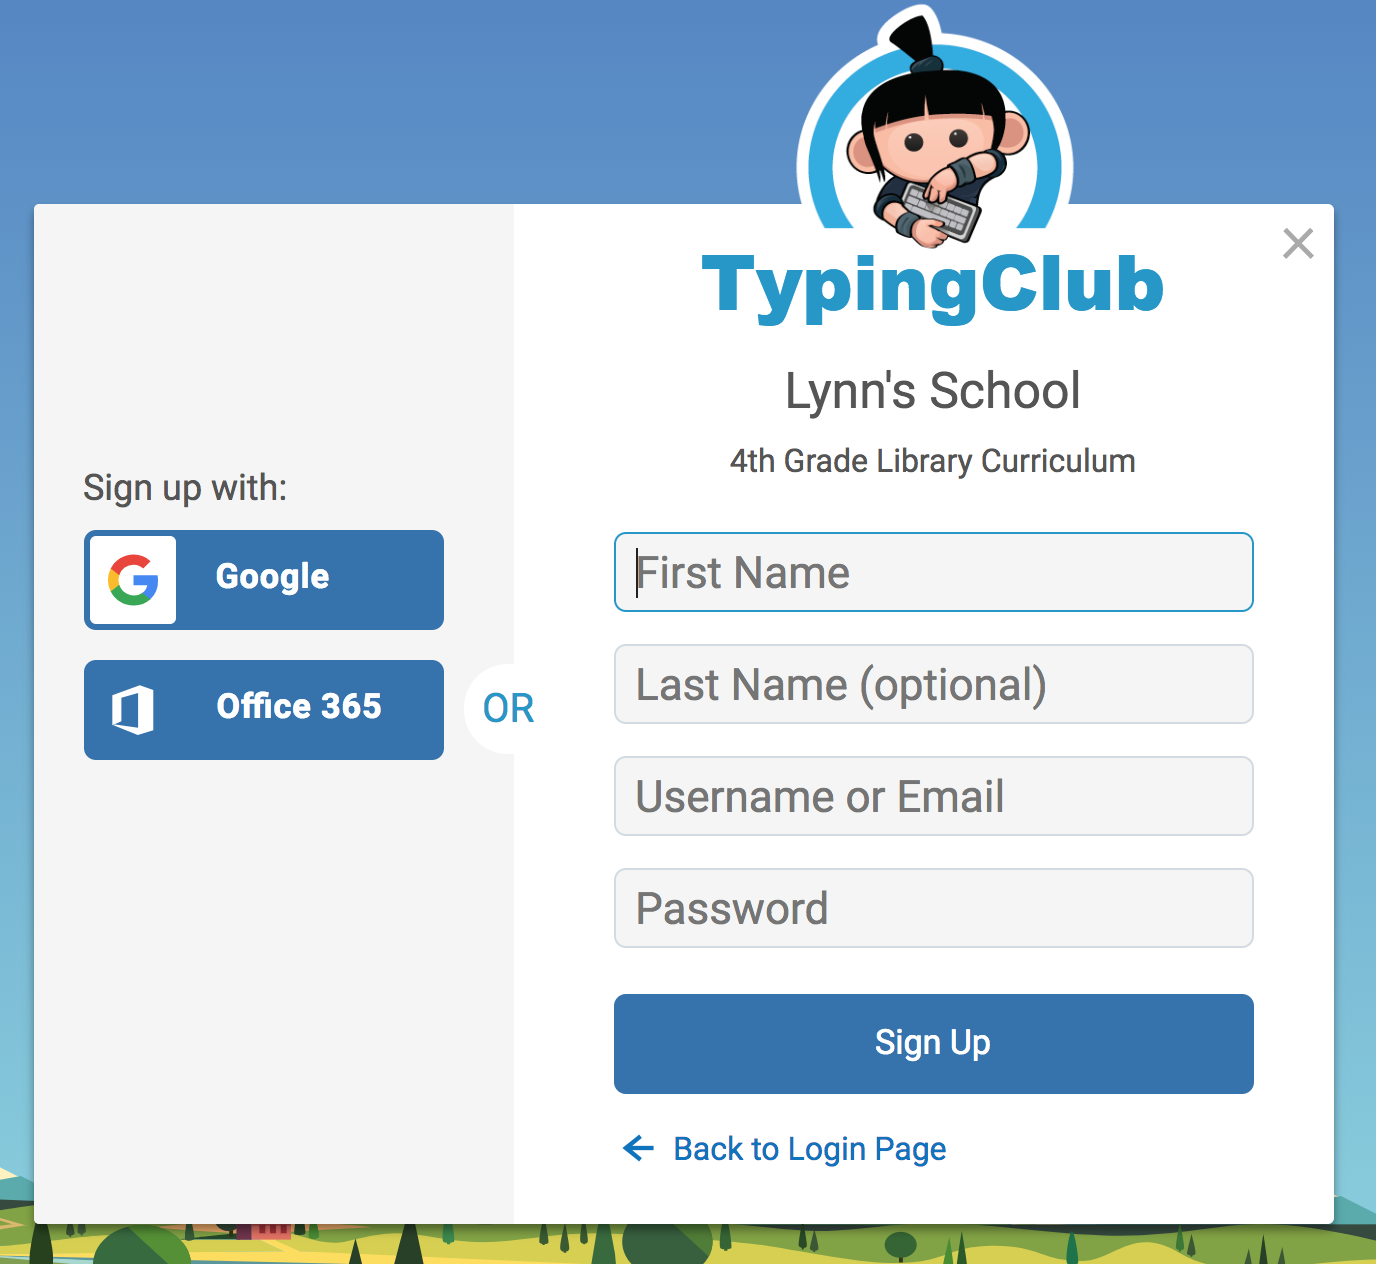 TypingClub
Lynn's School
4th Grade Library Curriculum
Sign up with:
Google
Office 365
OR
First Name
Last Name (optional)
Username or Email
Password
Sign Up
Back to Login Page